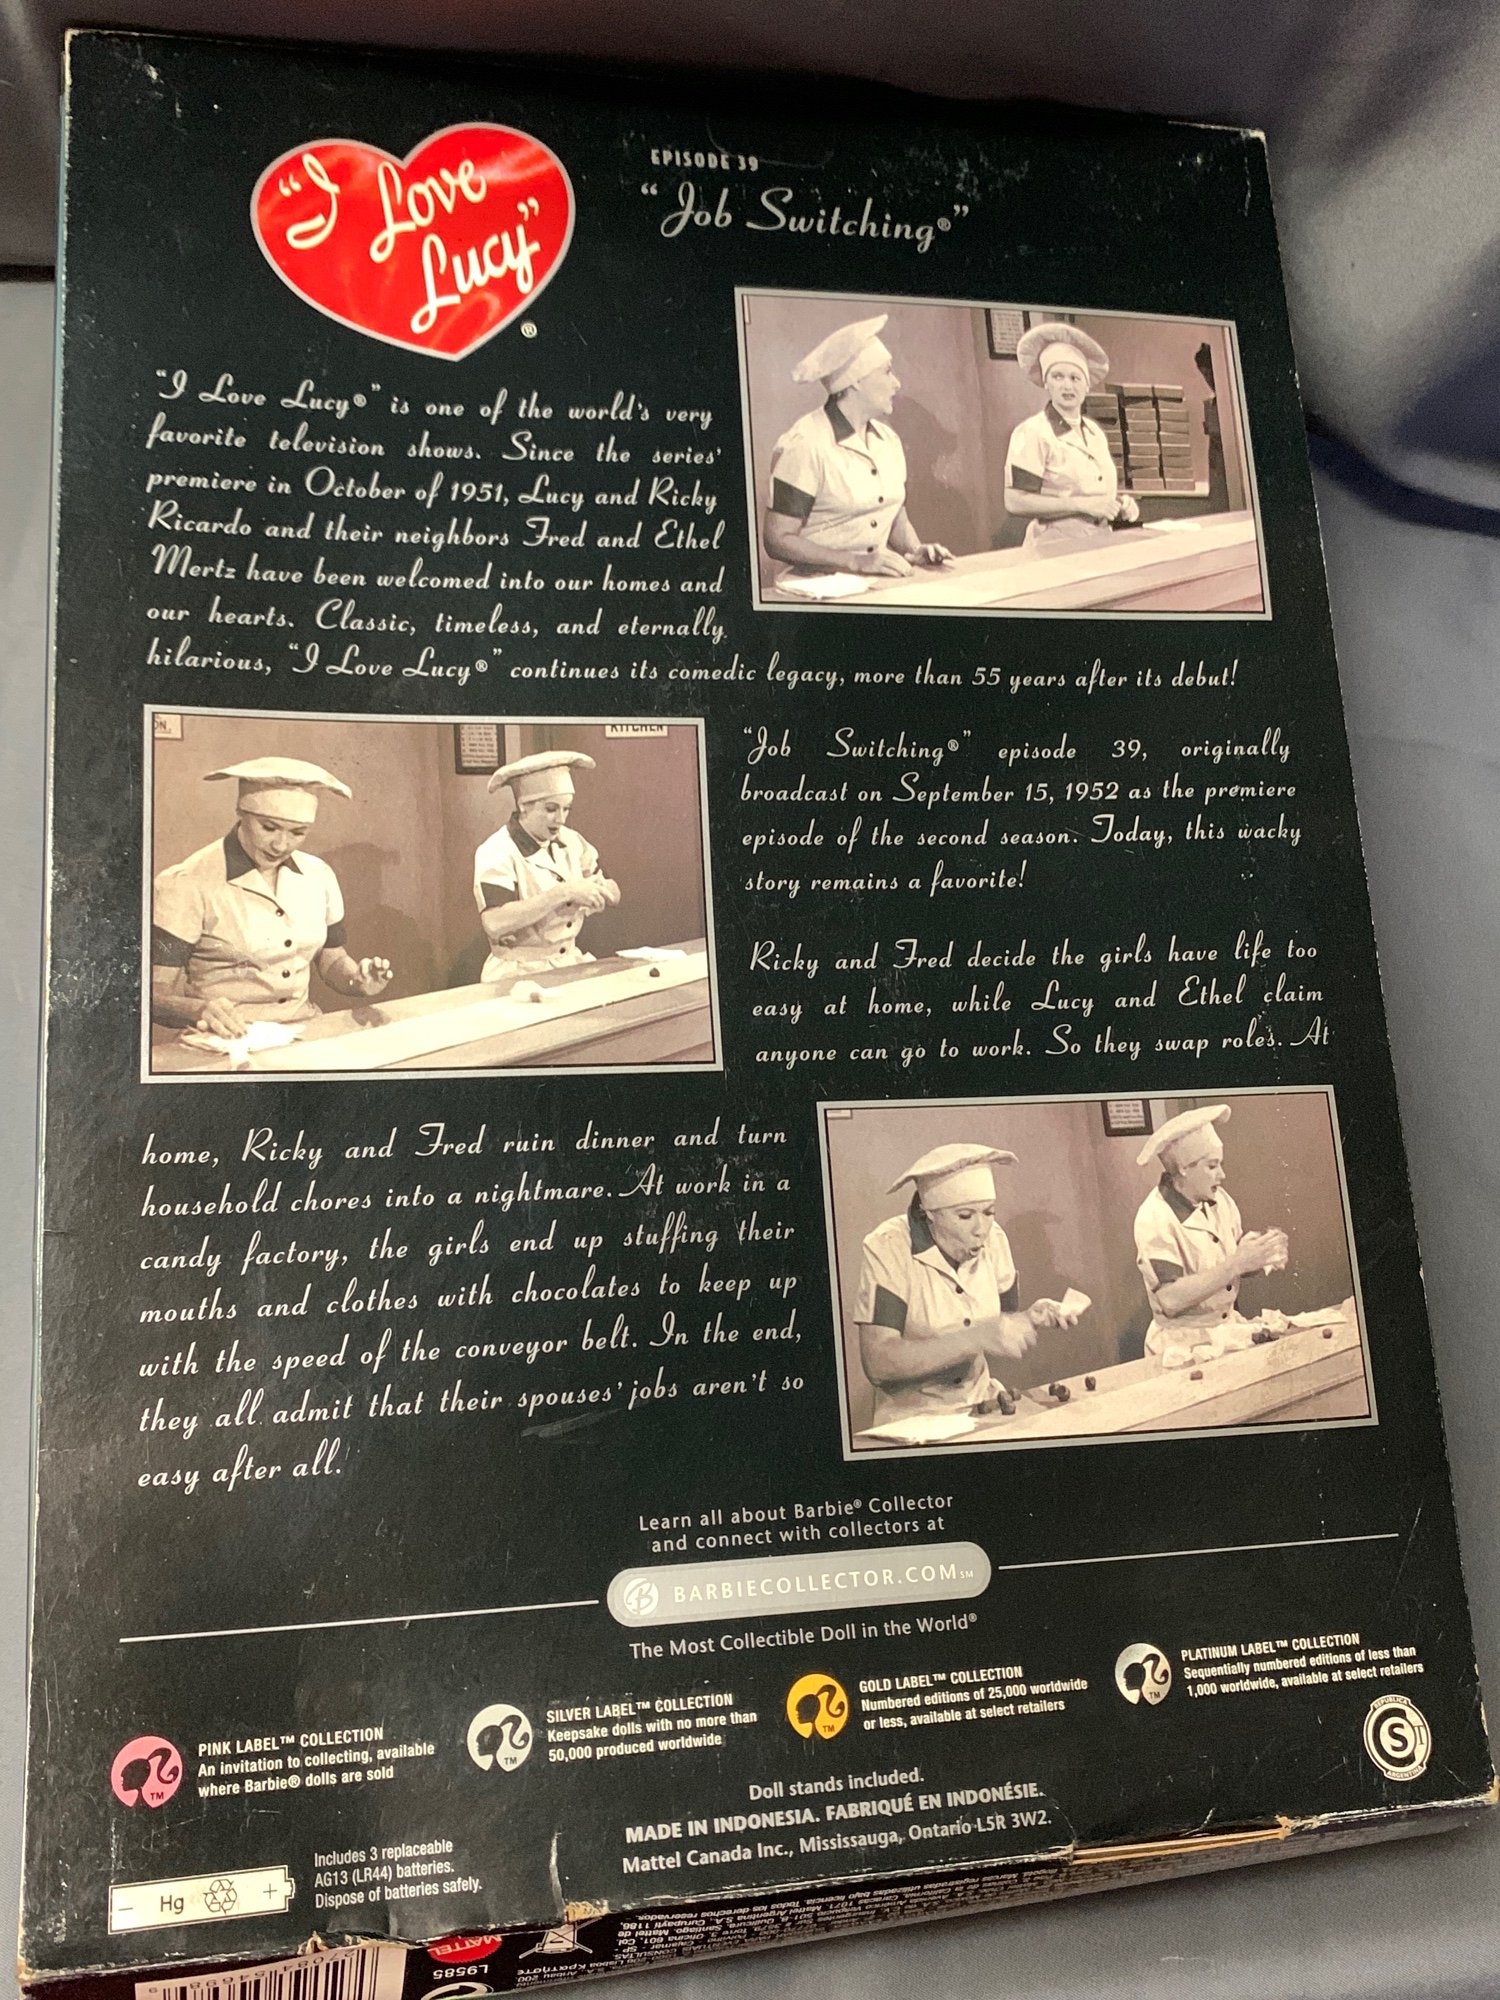 "I Love Lucy"®
EPISODE 39
"Job Switching®"
"I Love Lucy®" is one of the world's very
favorite television shows. Since the series'
premiere in October of 1951, Lucy and Ricky
Ricardo and their neighbors Fred and Ethel
Mertz have been welcomed into our homes and
our hearts. Classic, timeless, and eternally
hilarious, "I Love Lucy®" continues its comedic legacy, more than 55 years after its debut!
KITCHEN
"Job Switching®" episode 39, originally
broadcast on September 15, 1952 as the premiere
episode of the second season. Today, this wacky
story remains a favorite!
Ricky and Fred decide the girls have life too
easy at home, while Lucy and Ethel claim
anyone can go to work. So they swap roles. At
home, Ricky and Fred ruin dinner and turn
household chores into a nightmare. At work in a
candy factory, the girls end up stuffing their
mouths and clothes with chocolates to keep up
with the speed of the conveyor belt. In the end,
they all admit that their spouses' jobs aren't so
easy after all.
Learn all about Barbie® Collector
and connect with collectors at
B BARBIECOLLECTOR.COM SM
The Most Collectible Doll in the World®
PINK LABEL™ COLLECTION
An invitation to collecting, available
where Barbie® dolls are sold
TM
SILVER LABEL™ COLLECTION
Keepsake dolls with no more than
50,000 produced worldwide
TM
GOLD LABEL™ COLLECTION
Numbered editions of 25,000 worldwide
or less, available at select retailers
TM
PLATINUM LABEL™ COLLECTION
Sequentially numbered editions of less than
1,000 worldwide, available at select retailers
TM
REPUBLICA
S
ARGENTINA
Doll stands included.
MADE IN INDONESIA. FABRIQUÉ EN INDONÉSIE.
Mattel Canada Inc., Mississauga, Ontario L5R 3W2.
- Hg +
Includes 3 replaceable
AG13 (LR44) batteries.
Dispose of batteries safely.
MATTEL
L9585